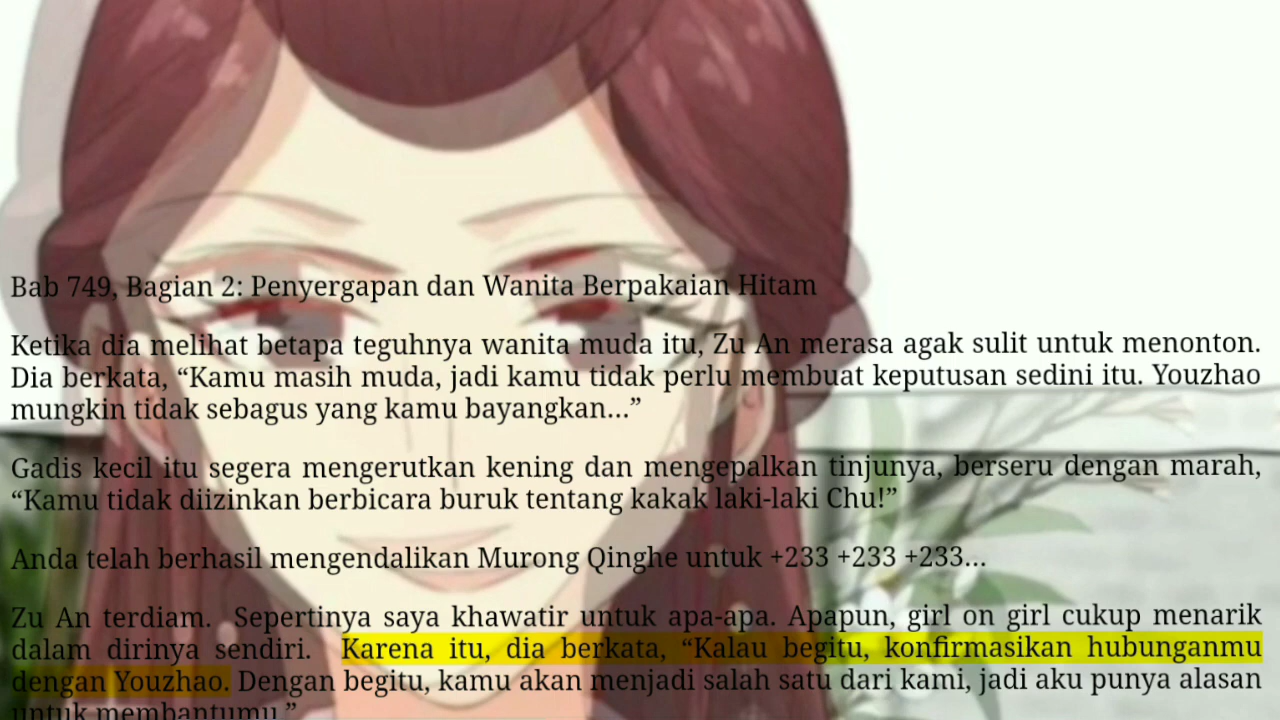 Bab 749, Bagian 2: Penyergapan dan Wanita Berpakaian Hitam
Ketika dia melihat betapa teguhnya wanita muda itu, Zu An merasa agak sulit untuk menonton.
Dia berkata, “Kamu masih muda, jadi kamu tidak perlu membuat keputusan sedini itu. Youzhao
mungkin tidak sebagus yang kamu bayangkan…”
Gadis kecil itu segera mengerutkan kening dan mengepalkan tinjunya, berseru dengan marah,
“Kamu tidak diizinkan berbicara buruk tentang kakak laki-laki Chu!”
Anda telah berhasil mengendalikan Murong Qinghe untuk +233 +233 +233…
Zu An terdiam. Sepertinya saya khawatir untuk apa-apa. Apapun, girl on girl cukup menarik
dalam dirinya sendiri. Karena itu, dia berkata, “Kalau begitu, konfirmasikan hubunganmu
dengan Youzhao. Dengan begitu, kamu akan menjadi salah satu dari kami, jadi aku punya alasan
untuk membantumu.”